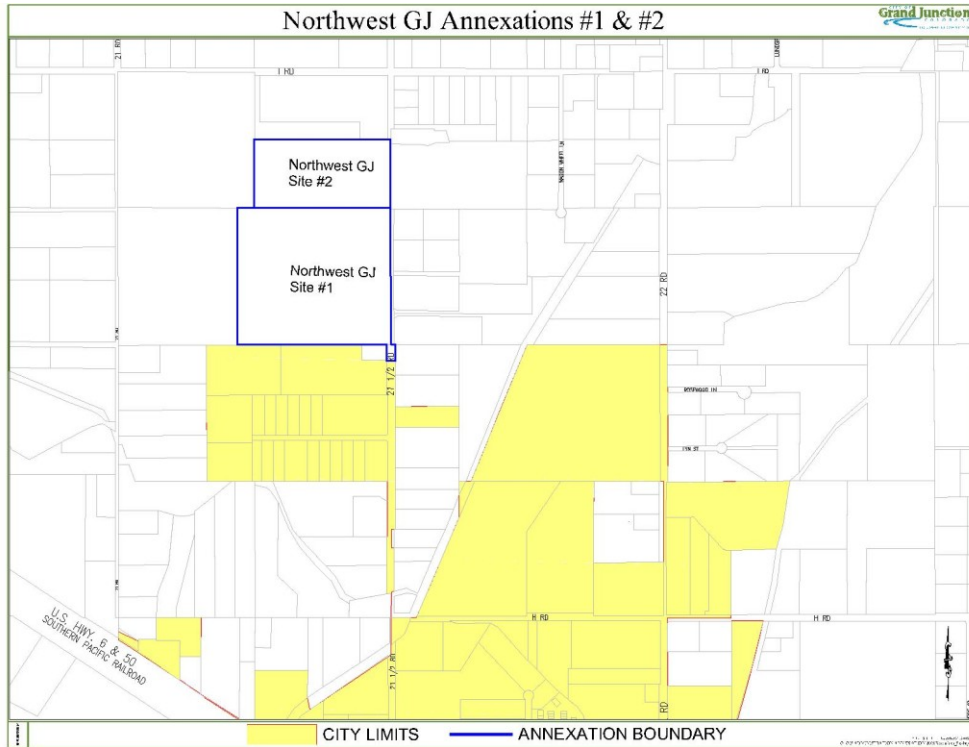 Northwest GJ Annexations #1 & #2
Grand Junction
21 RD
I RD
I RD
Northwest GJ
Site #2
Northwest GJ
Site #1
22 RD
21 1/2 RD
H RD
H RD
U.S. HWY. 6 & 50
SOUTHERN PACIFIC RAILROAD
21 1/2 RD
RD
CITY LIMITS
ANNEXATION BOUNDARY